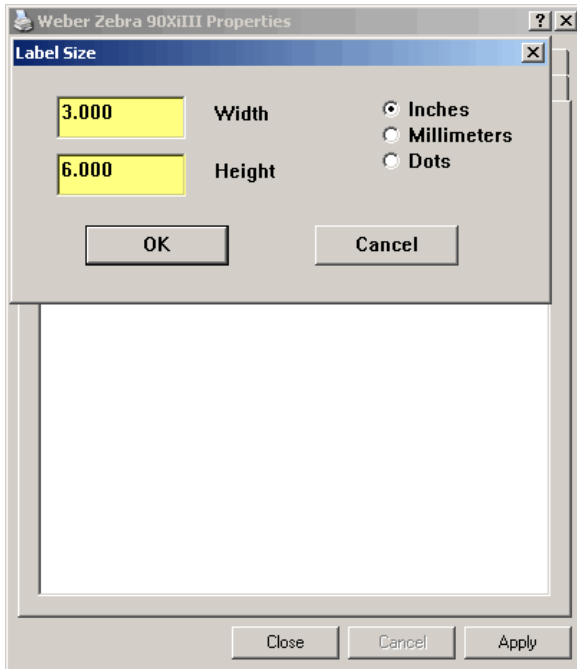 Weber Zebra 90XiIII Properties
Label Size
3.000 Width
6.000 Height
Inches
Millimeters
Dots
OK Cancel
Close Cancel Apply